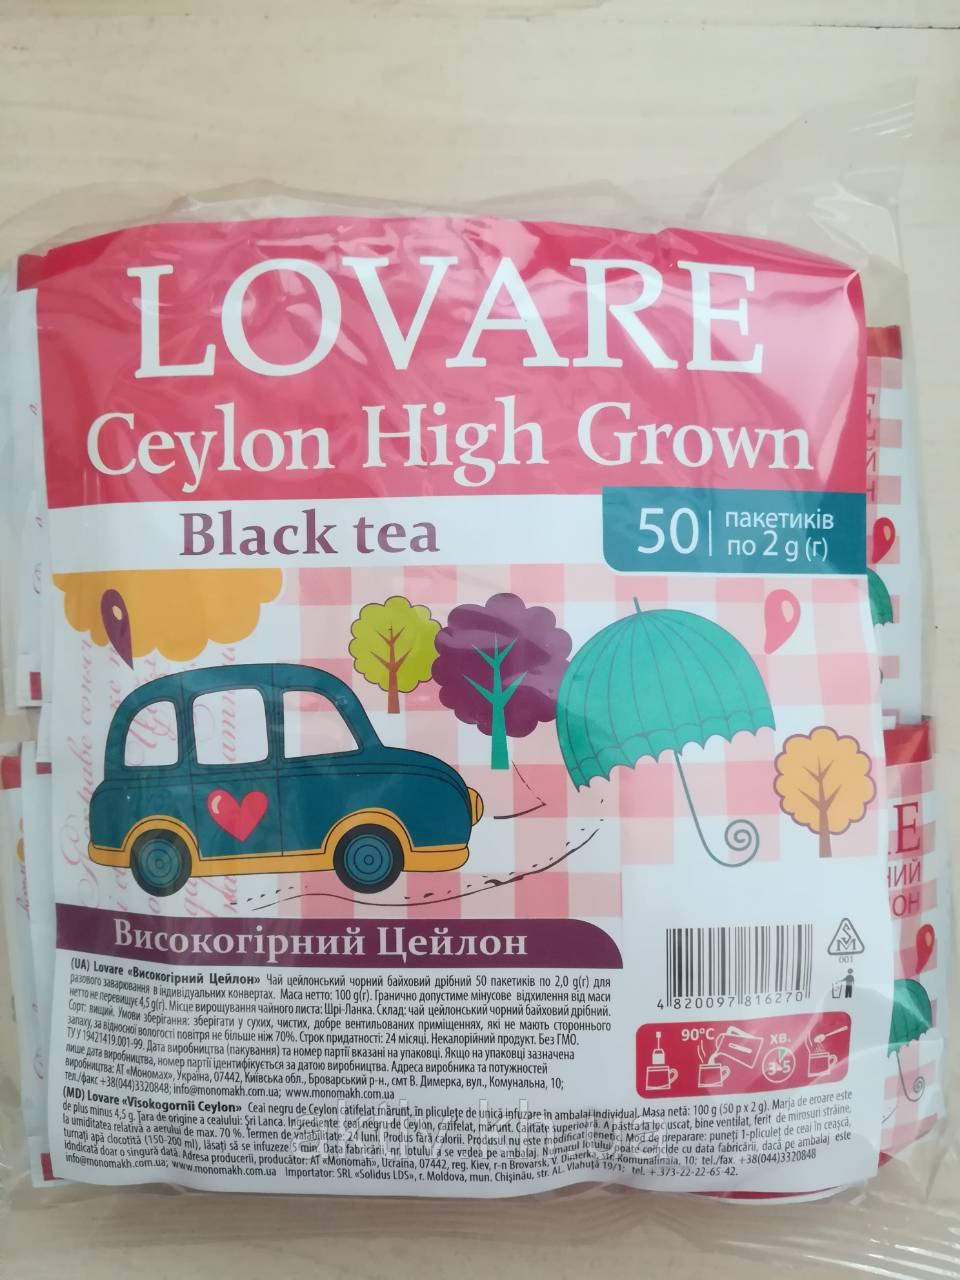 LOVARE
Ceylon High Grown
Black tea
50 пакетиків
по 2 g (г)
Високогірний Цейлон
(UA) Lovare «Високогірний Цейлон» Чай цейлонський чорний байховий дрібний 50 пакетиків по 2,0 g(г) для
разового заварювання в індивідуальних конвертах. Маса нетто: 100 g(г). Гранично допустиме мінусове відхилення від маси
нетто не перевищує 4,5 g(г). Місце вирощування чайного листа: Шрі-Ланка. Склад: чай цейлонський чорний байховий дрібний.
Сорт: вищий. Умови зберігання: зберігати у сухих, чистих, добре вентильованих приміщеннях, які не мають стороннього
запаху, за відносної вологості повітря не більше ніж 70%. Строк придатності: 24 місяці. Некалорійний продукт. Без ГМО.
ТУ У 19421419.001-99. Дата виробництва (пакування) та номер партії вказані на упаковці. Якщо на упаковці зазначена
лише дата виробництва, номер партії ідентифікується за датою виробництва. Адреса виробника та потужностей
виробництва: АТ «Мономах», Україна, 07442, Київська обл., Броварський р-н., смт В. Димерка, вул., Комунальна, 10;
тел./факс +38(044)3320848; info@monomakh.com.ua; www.monomakh.com.ua
4 820097 816270
001
90°C
хв.
3-5
(MD) Lovare «Visokogornii Ceylon» Ceai negru de Ceylon ortifelat mărunt, în pliculețe de unică infuzare în ambalaj individual. Masa netă: 100 g (50 p x 2 g). Marja de eroare este
de plus minus 4,5 g. Țara de origine a cealului: Șri Lanca. Ingrediente: ceai negru de Ceylon, ortifelat, mărunt. Calitate superioară. A păstra la loc uscat, bine ventilat, ferit de mirosuri străine,
la umiditatea relativă a aerului de max. 70 %. Termen de valabilitate: 24 luni. Produs fără calorii. Produsul nu este modificat genetic. Mod de preparare: puneți 1-pliculeț de ceai în ceașcă,
turnați apă clocotită (150-200 ml), lăsați să se infuzeze Data fabricării lotului se vedea pe ambalaj. Numărul lotului poate coincide cu data fabricării, dacă pe ambalaj este
indicată doar o singură dată. Adresa producerii, producător: AT «Monomah», Ucraina, 07442, reg. Kiev, r-n Brovarsk, V. Dimerka, str. Komunalinaia, 10; tel./fax. +38(044)3320848
info@monomakh.com.ua; www.monomakh.com.ua Importator: SRL «Solidus LDS», r. Moldova, mun. Chișinău, str. Al. Vlahuță 19/1; tel. +.373-22-22-65-42.